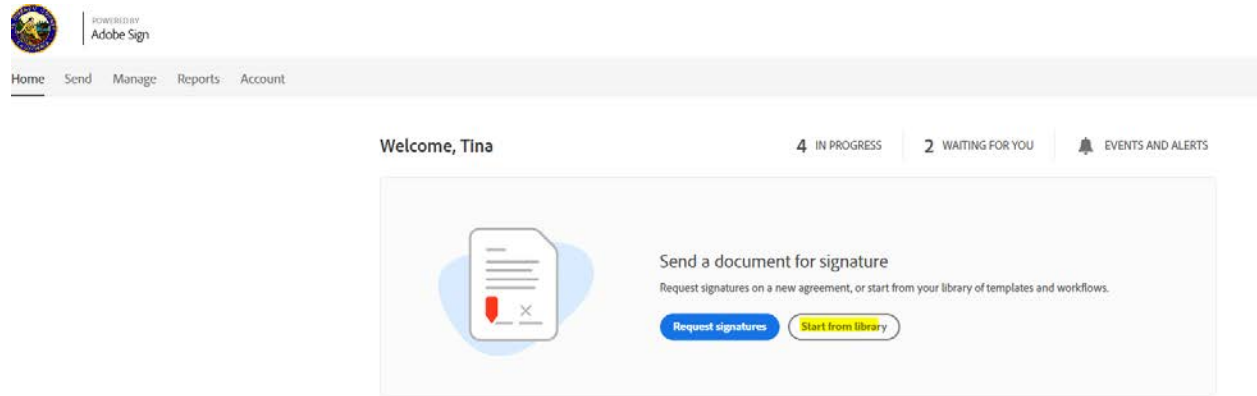 POWERED BY
Adobe Sign
Home Send Manage Reports Account
Welcome, Tina
4 IN PROGRESS
2 WAITING FOR YOU
EVENTS AND ALERTS
Send a document for signature
Request signatures on a new agreement, or start from your library of templates and workflows.
Request signatures
Start from library